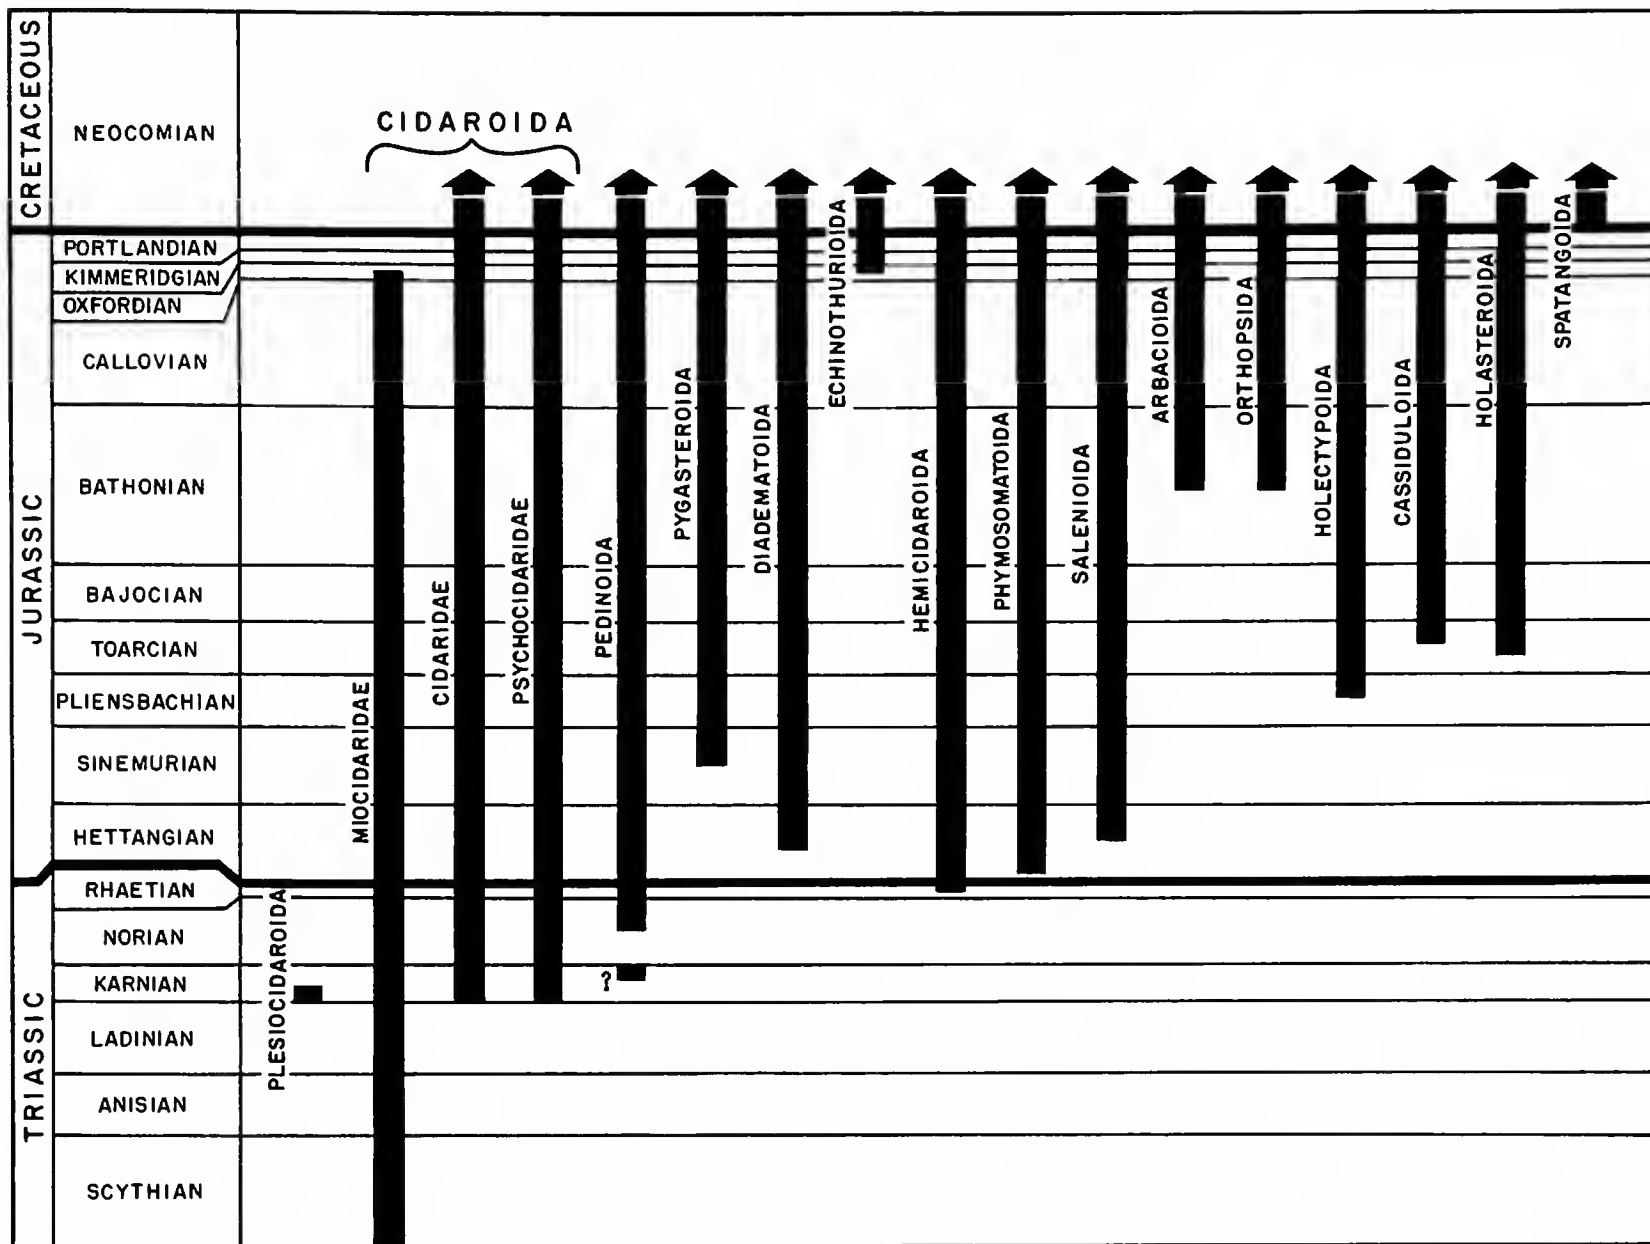 CRETACEOUS
JURASSIC
TRIASSIC
NEOCOMIAN
PORTLANDIAN
KIMMERIDGIAN
OXFORDIAN
CALLOVIAN
BATHONIAN
BAJOCIAN
TOARCIAN
PLIENSBACHIAN
SINEMURIAN
HETTANGIAN
RHAETIAN
NORIAN
KARNIAN
LADINIAN
ANISIAN
SCYTHIAN
CIDAROIDA
PLESIOCIDAROIDA
MIOCIDARIDAE
CIDARIDAE
PSYCHOCIDARIDAE
PEDINOIDA
?
PYGASTEROIDA
DIADEMATOIDA
ECHINOTHURIOIDA
HEMICIDAROIDA
PHYMOSOMATOIDA
SALENIOIDA
ARBACIOIDA
ORTHOPSIDA
HOLECTYPOIDA
CASSIDULOIDA
HOLASTEROIDA
SPATANGOIDA